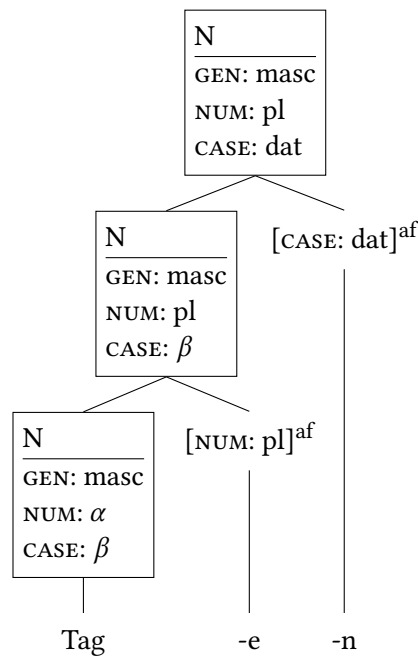 N
GEN: masc
NUM: pl
CASE: dat
N
GEN: masc
NUM: pl
CASE: β
[CASE: dat]af
N
GEN: masc
NUM: α
CASE: β
[NUM: pl]af
Tag -e -n